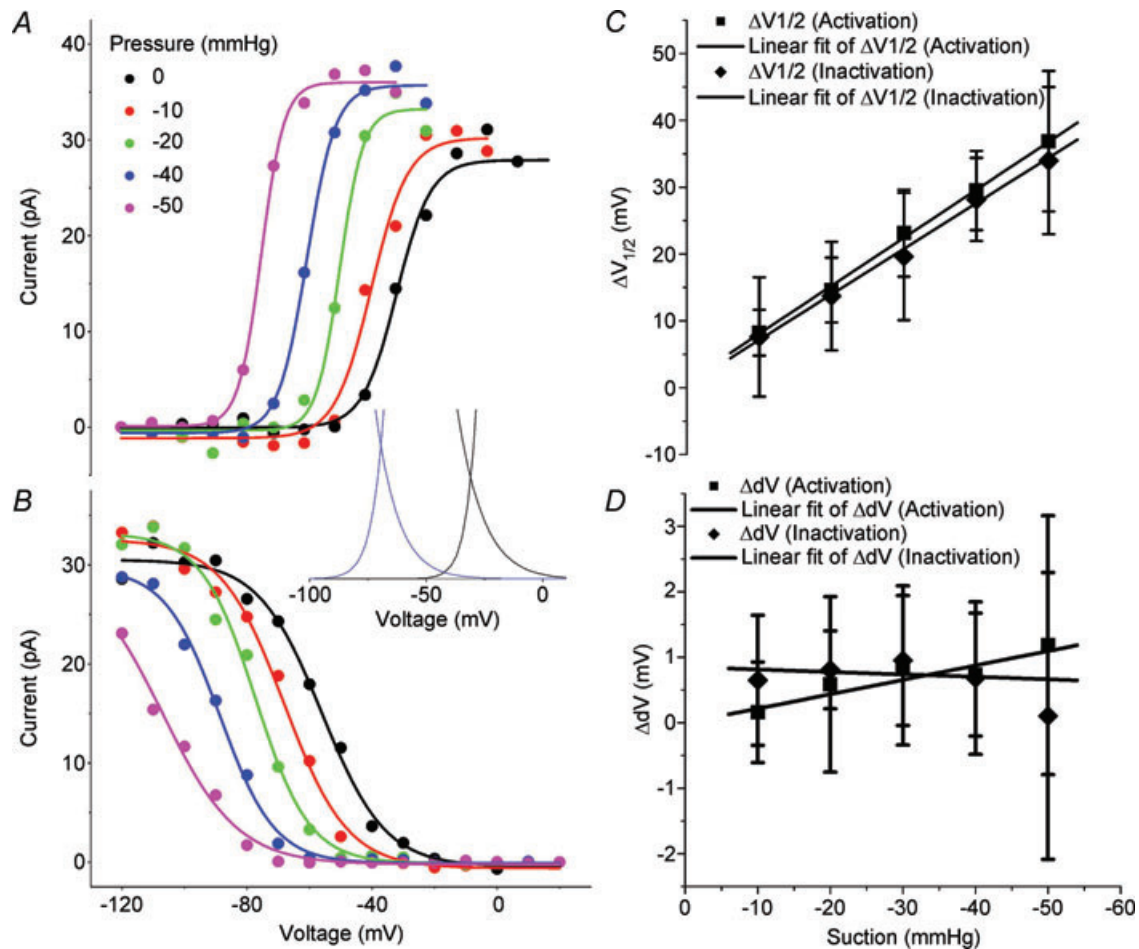 A
Pressure (mmHg)
0
-10
-20
-40
-50
40
30
20
10
0
Current (pA)
B
30
20
10
0
Current (pA)
-120
-80
-40
0
Voltage (mV)
-100
-50
0
Voltage (mV)
C
ΔV1/2 (Activation)
Linear fit of ΔV1/2 (Activation)
ΔV1/2 (Inactivation)
Linear fit of ΔV1/2 (Inactivation)
50
40
30
20
10
0
-10
ΔV1/2 (mV)
D
ΔdV (Activation)
Linear fit of ΔdV (Activation)
ΔdV (Inactivation)
Linear fit of ΔdV (Inactivation)
3
2
1
0
-1
-2
ΔdV (mV)
0
-10
-20
-30
-40
-50
-60
Suction (mmHg)